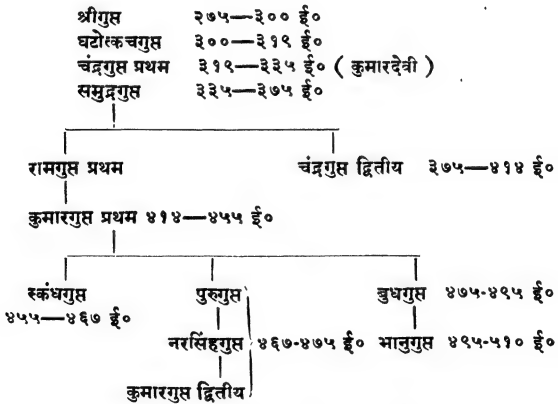 श्रीगुप्त २७५—३०० ई०
घटोत्कचगुप्त ३००—३१९ ई०
चंद्रगुप्त प्रथम ३१९—३३५ ई० ( कुमारदेवी )
समुद्रगुप्त ३३५—३७५ ई०
रामगुप्त प्रथम चंद्रगुप्त द्वितीय ३७५—४१४ ई०
कुमारगुप्त प्रथम ४१४—४५५ ई०
स्कंधगुप्त पुरुगुप्त बुधगुप्त ४७५-४९५ ई०
४५५—४६७ ई०
नरसिंहगुप्त ४६७-४७५ ई० भानुगुप्त ४९५-५१० ई०
कुमारगुप्त द्वितीय